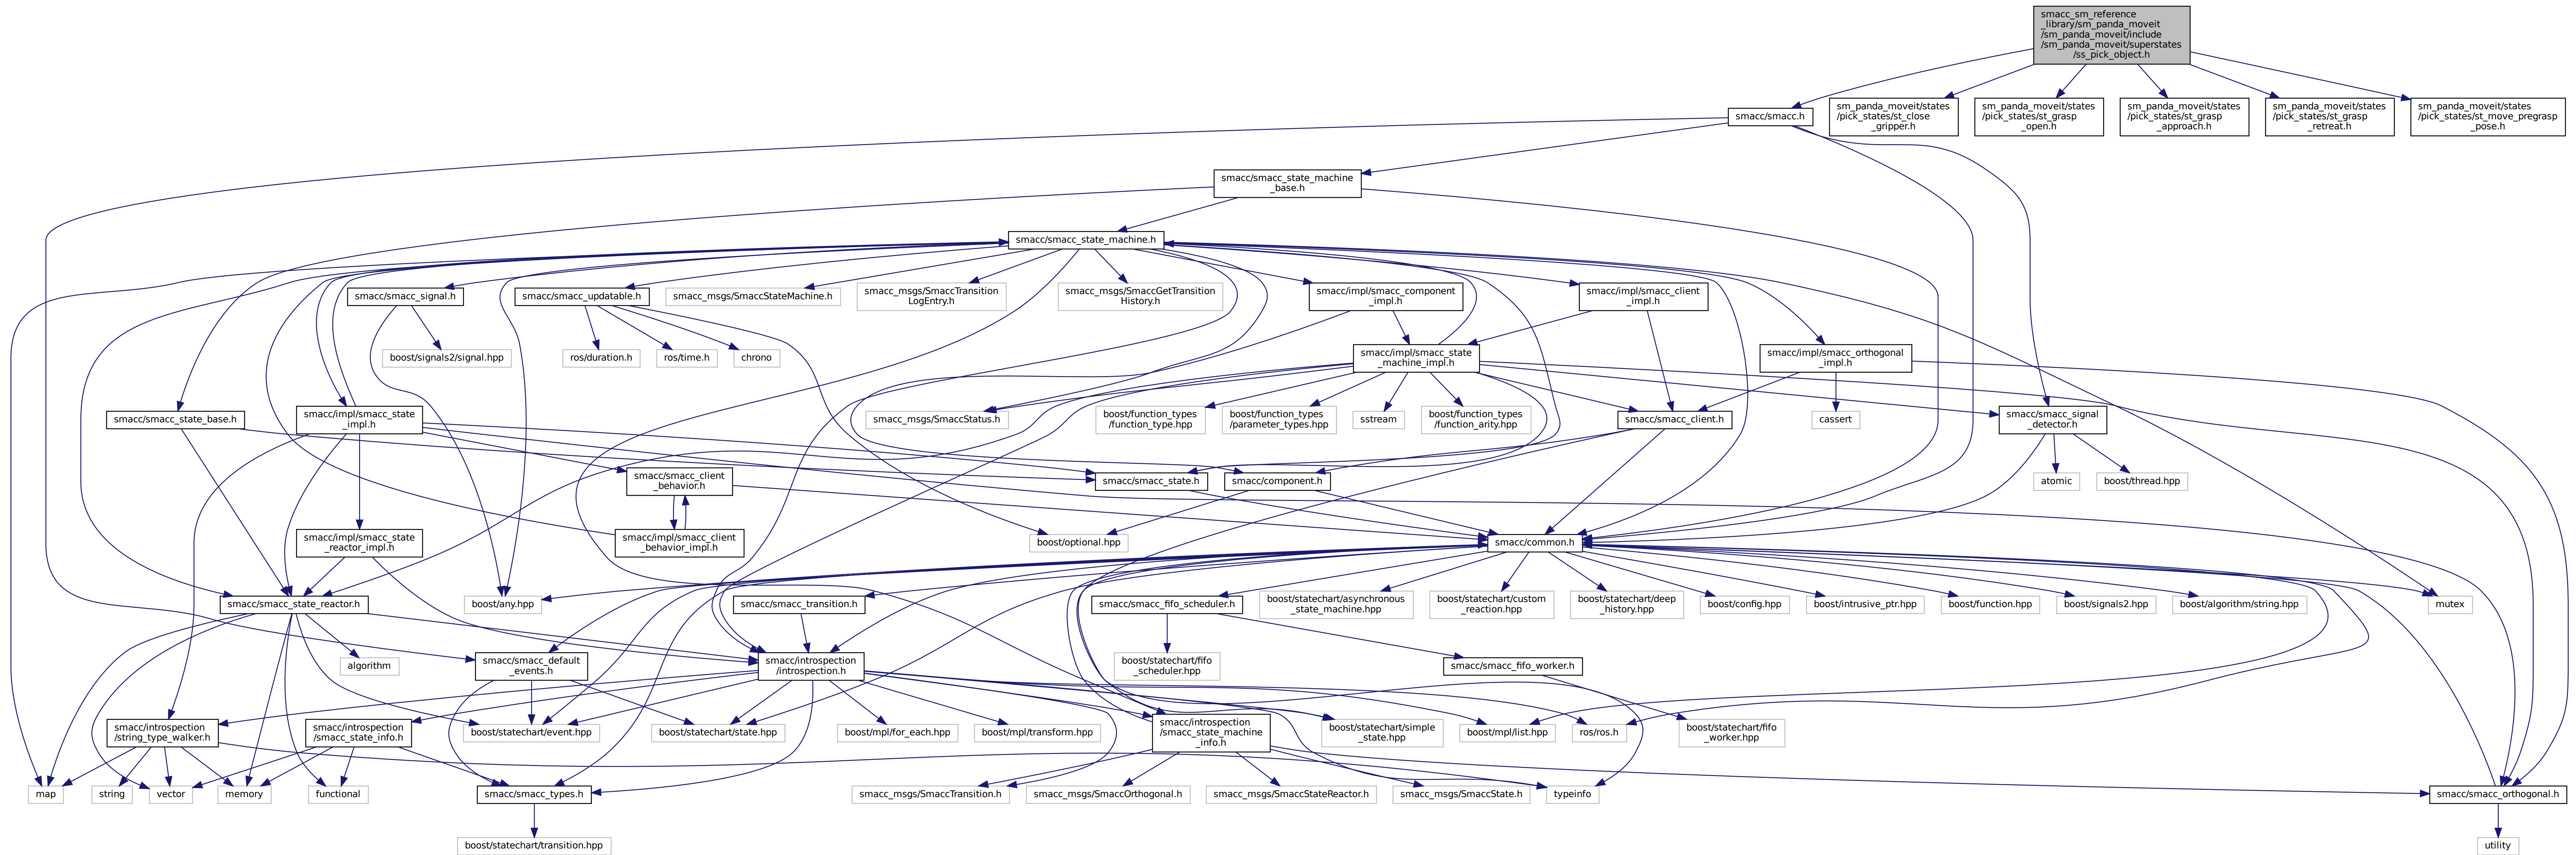 smacc_sm_reference
_library/sm_panda_moveit
/sm_panda_moveit/include
/sm_panda_moveit/superstates
/ss_pick_object.h
smacc/smacc.h
sm_panda_moveit/states
/pick_states/st_close
_gripper.h
sm_panda_moveit/states
/pick_states/st_grasp
_open.h
sm_panda_moveit/states
/pick_states/st_grasp
_approach.h
sm_panda_moveit/states
/pick_states/st_grasp
_retreat.h
sm_panda_moveit/states
/pick_states/st_move_pregrasp
_pose.h
smacc/smacc_state_machine
_base.h
smacc/smacc_state_machine.h
smacc/smacc_signal.h
smacc/smacc_updatable.h
smacc_msgs/SmaccStateMachine.h
smacc_msgs/SmaccTransition
LogEntry.h
smacc_msgs/SmaccGetTransition
History.h
smacc/impl/smacc_component
_impl.h
smacc/impl/smacc_client
_impl.h
boost/signals2/signal.hpp
ros/duration.h
ros/time.h
chrono
smacc/impl/smacc_state
_machine_impl.h
smacc/impl/smacc_orthogonal
_impl.h
smacc/smacc_state_base.h
smacc/impl/smacc_state
_impl.h
smacc_msgs/SmaccStatus.h
boost/function_types
/function_type.hpp
boost/function_types
/parameter_types.hpp
sstream
boost/function_types
/function_arity.hpp
smacc/smacc_client.h
cassert
smacc/smacc_signal
_detector.h
smacc/smacc_client
_behavior.h
smacc/smacc_state.h
smacc/component.h
atomic
boost/thread.hpp
smacc/impl/smacc_state
_reactor_impl.h
smacc/impl/smacc_client
_behavior_impl.h
boost/optional.hpp
smacc/common.h
smacc/smacc_state_reactor.h
boost/any.hpp
smacc/smacc_transition.h
smacc/smacc_fifo_scheduler.h
boost/statechart/asynchronous
_state_machine.hpp
boost/statechart/custom
_reaction.hpp
boost/statechart/deep
_history.hpp
boost/config.hpp
boost/intrusive_ptr.hpp
boost/function.hpp
boost/signals2.hpp
boost/algorithm/string.hpp
mutex
algorithm
smacc/smacc_default
_events.h
smacc/introspection
/introspection.h
boost/statechart/fifo
_scheduler.hpp
smacc/smacc_fifo_worker.h
smacc/introspection
/string_type_walker.h
smacc/introspection
/smacc_state_info.h
boost/statechart/event.hpp
boost/statechart/state.hpp
boost/mpl/for_each.hpp
boost/mpl/transform.hpp
smacc/introspection
/smacc_state_machine
_info.h
boost/statechart/simple
_state.hpp
boost/mpl/list.hpp
ros/ros.h
boost/statechart/fifo
_worker.hpp
map
string
vector
memory
functional
smacc/smacc_types.h
smacc_msgs/SmaccTransition.h
smacc_msgs/SmaccOrthogonal.h
smacc_msgs/SmaccStateReactor.h
smacc_msgs/SmaccState.h
typeinfo
smacc/smacc_orthogonal.h
boost/statechart/transition.hpp
utility